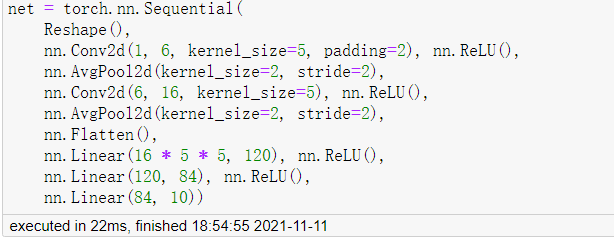 net = torch.nn.Sequential(
    Reshape(),
    nn.Conv2d(1, 6, kernel_size=5, padding=2), nn.ReLU(),
    nn.AvgPool2d(kernel_size=2, stride=2),
    nn.Conv2d(6, 16, kernel_size=5), nn.ReLU(),
    nn.AvgPool2d(kernel_size=2, stride=2),
    nn.Flatten(),
    nn.Linear(16 * 5 * 5, 120), nn.ReLU(),
    nn.Linear(120, 84), nn.ReLU(),
    nn.Linear(84, 10))
executed in 22ms, finished 18:54:55 2021-11-11